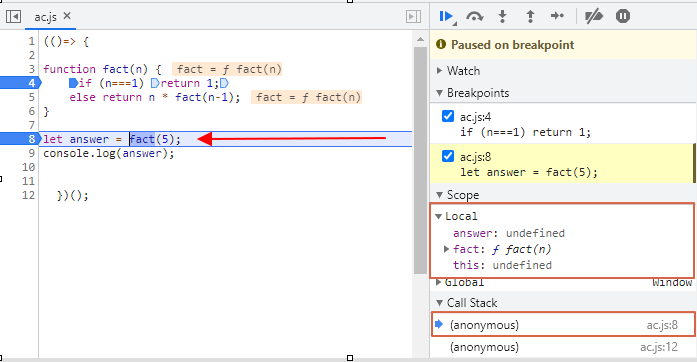 ac.js ×
1 (()=> {
2
3 function fact(n) { fact = ƒ fact(n)
4 if (n===1) return 1;
5 else return n * fact(n-1); fact = ƒ fact(n)
6 }
7
8 let answer = fact(5);
9 console.log(answer);
10
11
12 })();
Paused on breakpoint
Watch
Breakpoints
ac.js:4
if (n===1) return 1;
ac.js:8
let answer = fact(5);
Scope
Local
answer: undefined
fact: ƒ fact(n)
this: undefined
Global Window
Call Stack
(anonymous) ac.js:8
(anonymous) ac.js:12